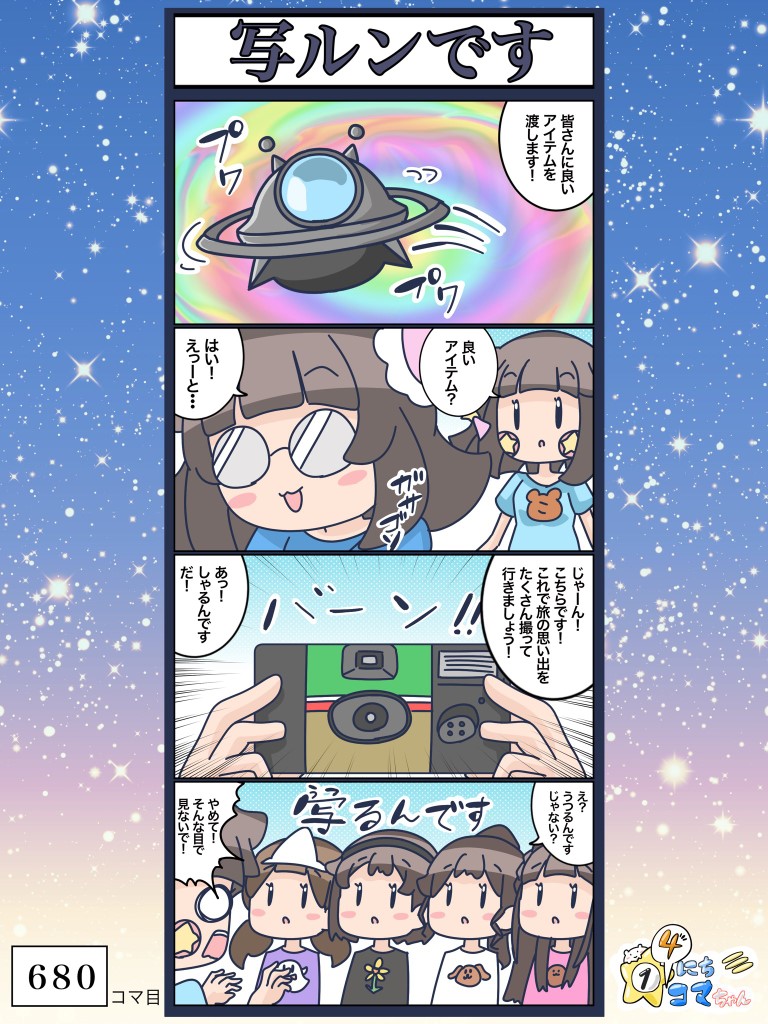 写ルンです
皆さんに良い
アイテムを
渡します!
プワ
プワ
良い
アイテム?
はい!
えっーと…
ガサゴソ
じゃーん!
こちらです!
これで旅の思い出を
たくさん撮って
行きましょう!
バーン!!
あっ!
しゃるんです
だ!
え?
うつるんです
じゃない?
写るんです
やめて!
そんな目で
見ないで!
680
コマ目
1
にち
4
コマ
ちゃん